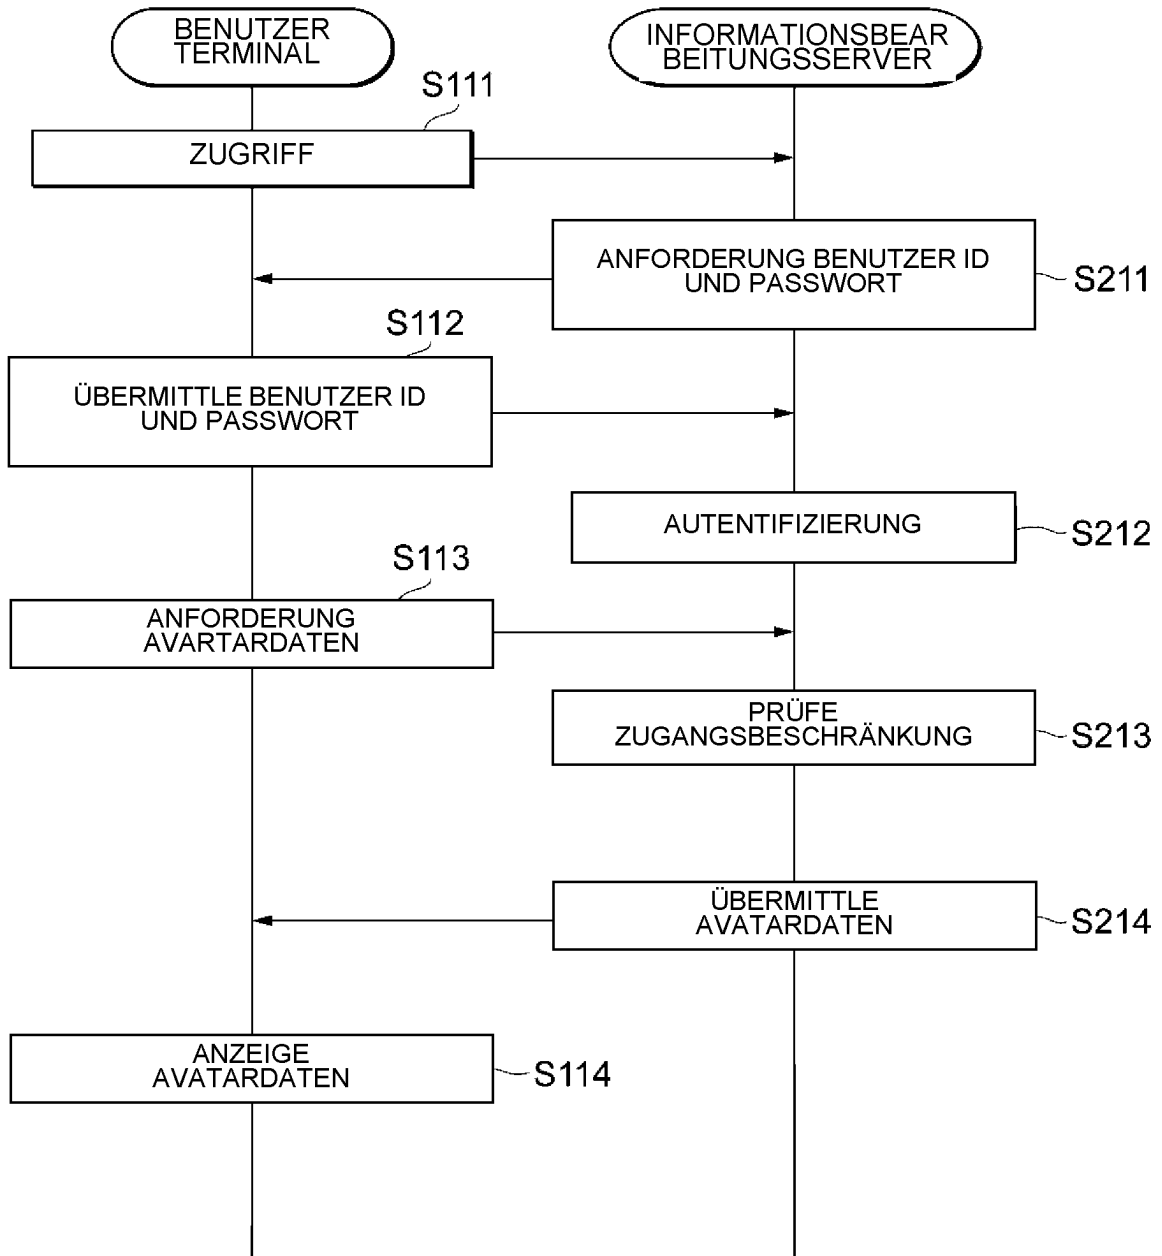 BENUTZER
TERMINAL
INFORMATIONSBEAR
BEITUNGSSERVER
S111
ZUGRIFF
ANFORDERUNG BENUTZER ID
UND PASSWORT
S211
S112
ÜBERMITTLE BENUTZER ID
UND PASSWORT
AUTENTIFIZIERUNG
S212
S113
ANFORDERUNG
AVARTARDATEN
PRÜFE
ZUGANGSBESCHRÄNKUNG
S213
ÜBERMITTLE
AVATARDATEN
S214
ANZEIGE
AVATARDATEN
S114